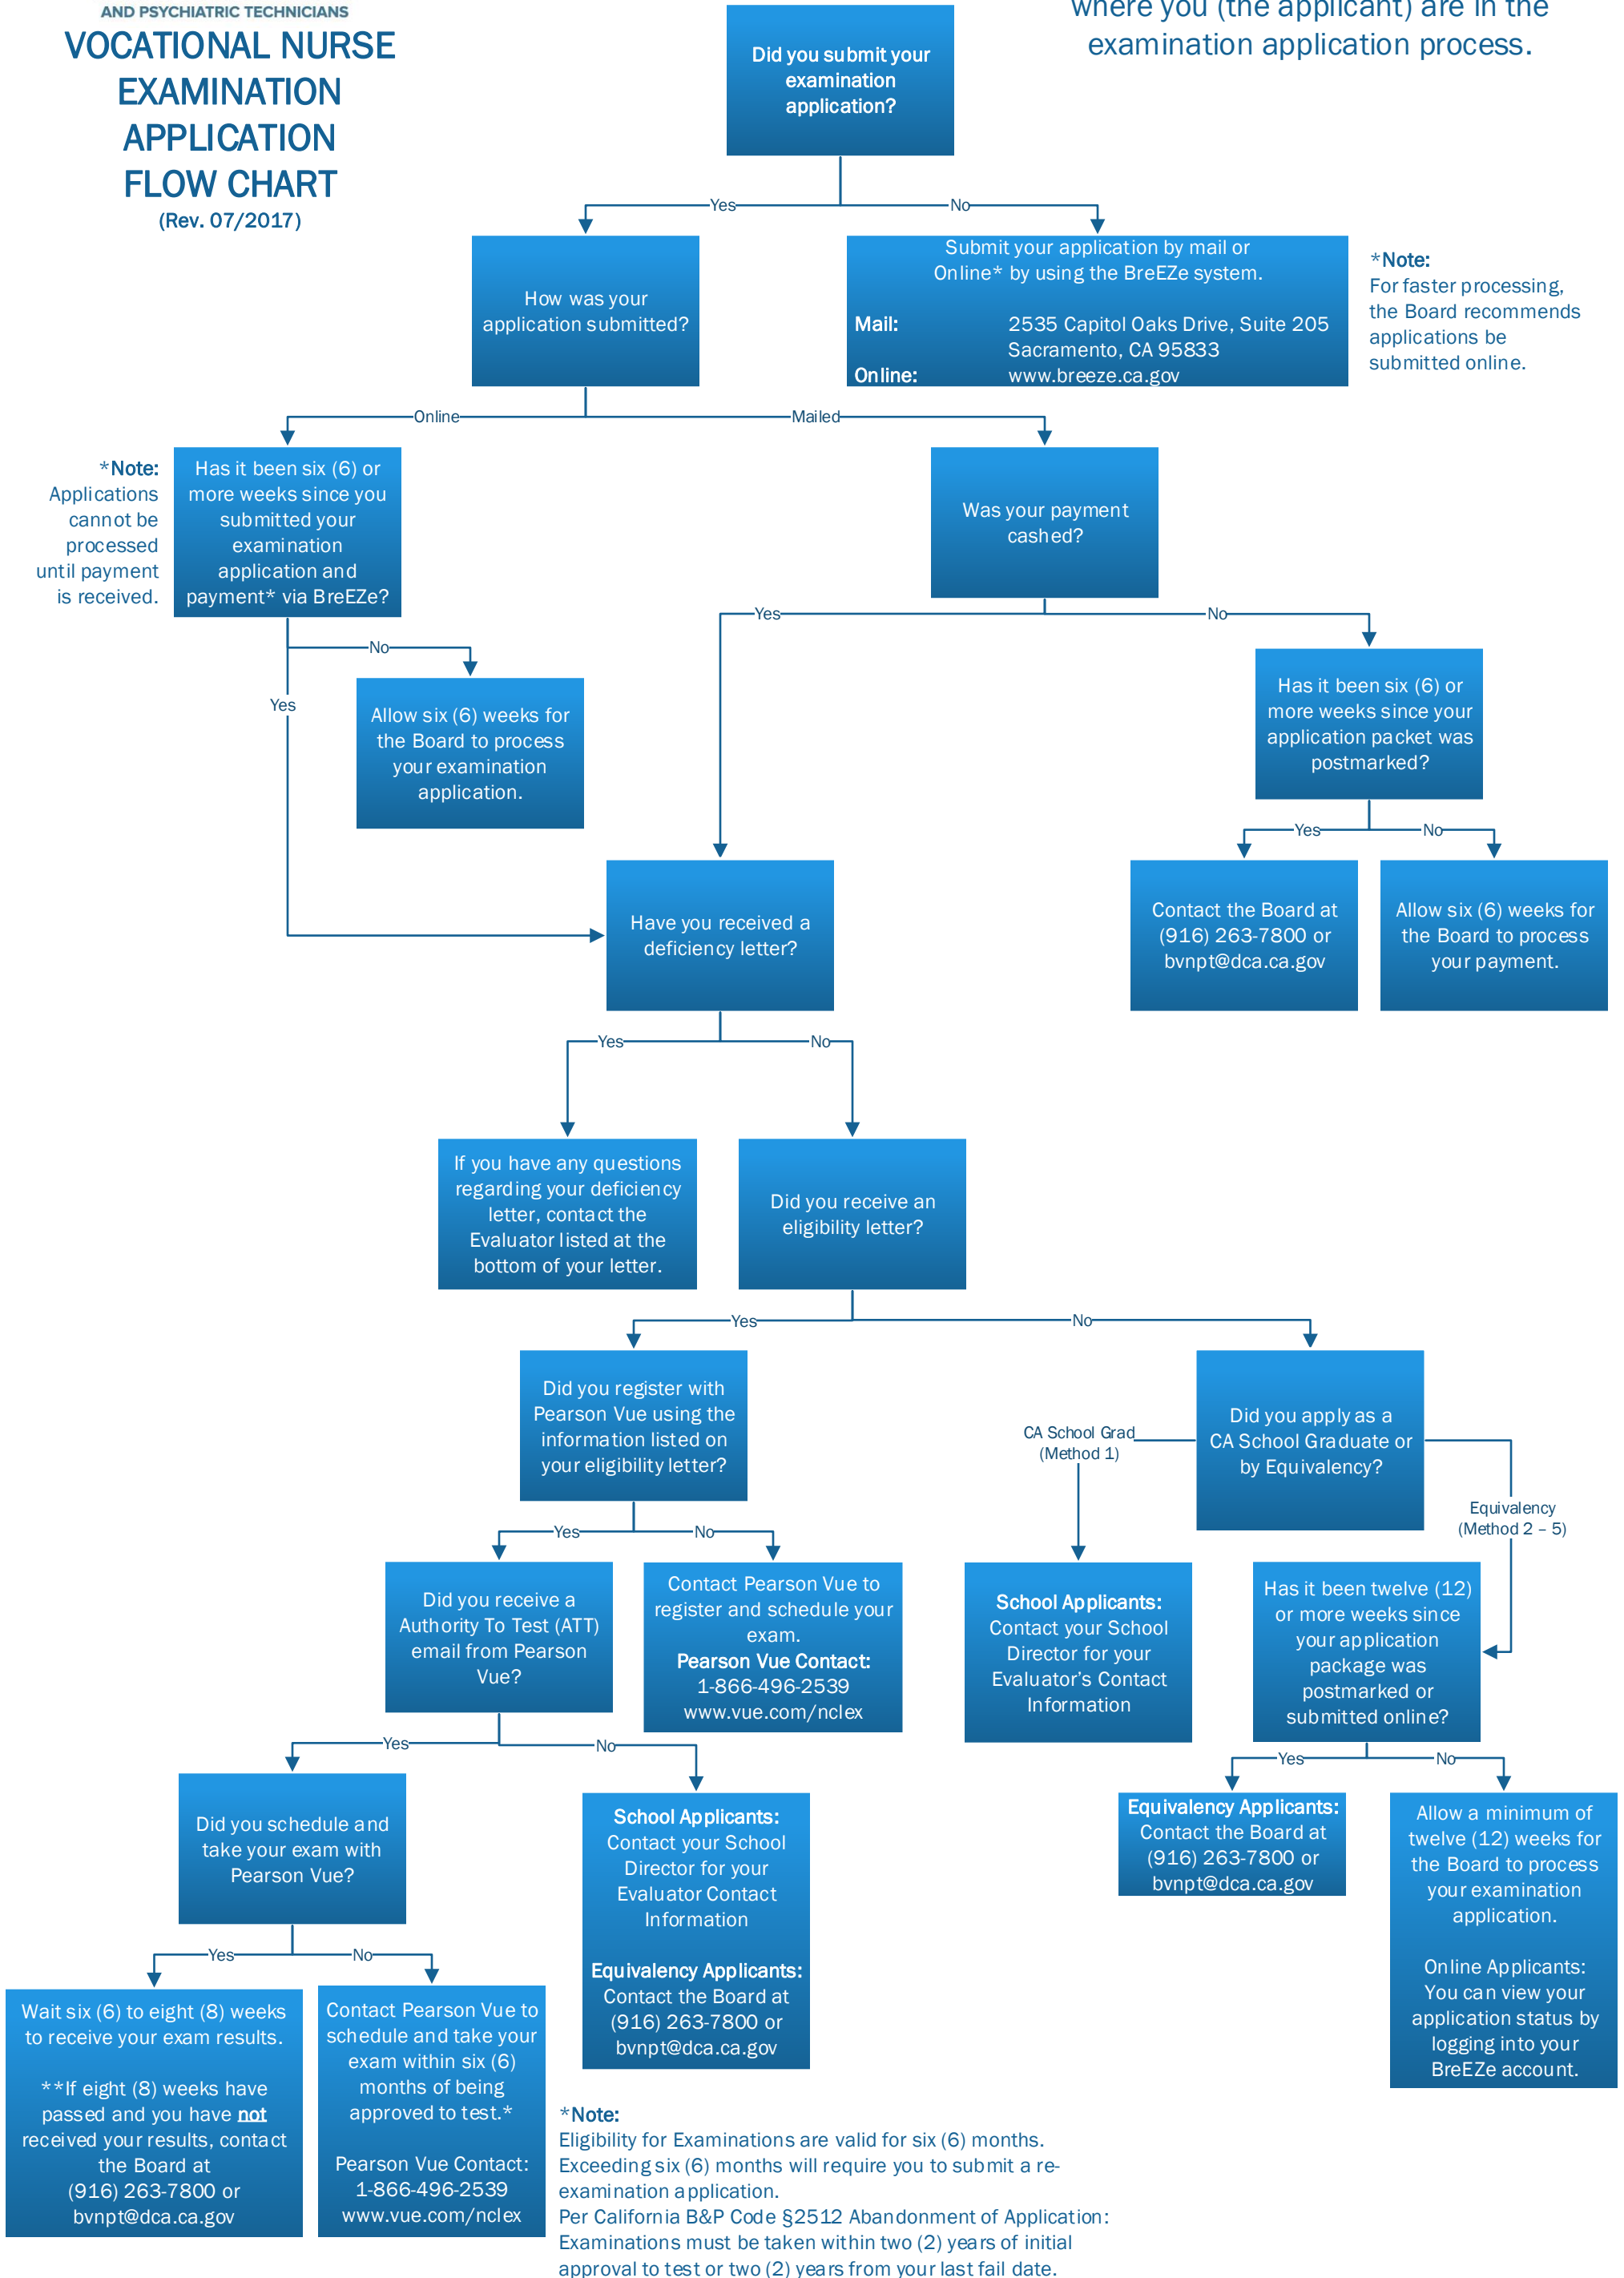 AND PSYCHIATRIC TECHNICIANS
VOCATIONAL NURSE
EXAMINATION
APPLICATION
FLOW CHART
(Rev. 07/2017)
where you (the applicant) are in the
examination application process.
Did you submit your
examination
application?
Yes
No
How was your
application submitted?
Submit your application by mail or
Online* by using the BreEZe system.
Mail: 2535 Capitol Oaks Drive, Suite 205
Sacramento, CA 95833
Online: www.breeze.ca.gov
*Note:
For faster processing,
the Board recommends
applications be
submitted online.
Online
Mailed
*Note:
Applications
cannot be
processed
until payment
is received.
Has it been six (6) or
more weeks since you
submitted your
examination
application and
payment* via BreEZe?
Was your payment
cashed?
Yes
No
No
Yes
Allow six (6) weeks for
the Board to process
your examination
application.
Has it been six (6) or
more weeks since your
application packet was
postmarked?
Yes
No
Have you received a
deficiency letter?
Contact the Board at
(916) 263-7800 or
bvnpt@dca.ca.gov
Allow six (6) weeks for
the Board to process
your payment.
Yes
No
If you have any questions
regarding your deficiency
letter, contact the
Evaluator listed at the
bottom of your letter.
Did you receive an
eligibility letter?
Yes
No
Did you register with
Pearson Vue using the
information listed on
your eligibility letter?
CA School Grad
(Method 1)
Did you apply as a
CA School Graduate or
by Equivalency?
Equivalency
(Method 2 – 5)
Yes
No
Did you receive a
Authority To Test (ATT)
email from Pearson
Vue?
Contact Pearson Vue to
register and schedule your
exam.
Pearson Vue Contact:
1-866-496-2539
www.vue.com/nclex
School Applicants:
Contact your School
Director for your
Evaluator's Contact
Information
Has it been twelve (12)
or more weeks since
your application
package was
postmarked or
submitted online?
Yes
No
Yes
No
Did you schedule and
take your exam with
Pearson Vue?
School Applicants:
Contact your School
Director for your
Evaluator Contact
Information
Equivalency Applicants:
Contact the Board at
(916) 263-7800 or
bvnpt@dca.ca.gov
Equivalency Applicants:
Contact the Board at
(916) 263-7800 or
bvnpt@dca.ca.gov
Allow a minimum of
twelve (12) weeks for
the Board to process
your examination
application.
Online Applicants:
You can view your
application status by
logging into your
BreEZe account.
Yes
No
Wait six (6) to eight (8) weeks
to receive your exam results.
**If eight (8) weeks have
passed and you have not
received your results, contact
the Board at
(916) 263-7800 or
bvnpt@dca.ca.gov
Contact Pearson Vue to
schedule and take your
exam within six (6)
months of being
approved to test.*
Pearson Vue Contact:
1-866-496-2539
www.vue.com/nclex
*Note:
Eligibility for Examinations are valid for six (6) months.
Exceeding six (6) months will require you to submit a re-
examination application.
Per California B&P Code §2512 Abandonment of Application:
Examinations must be taken within two (2) years of initial
approval to test or two (2) years from your last fail date.